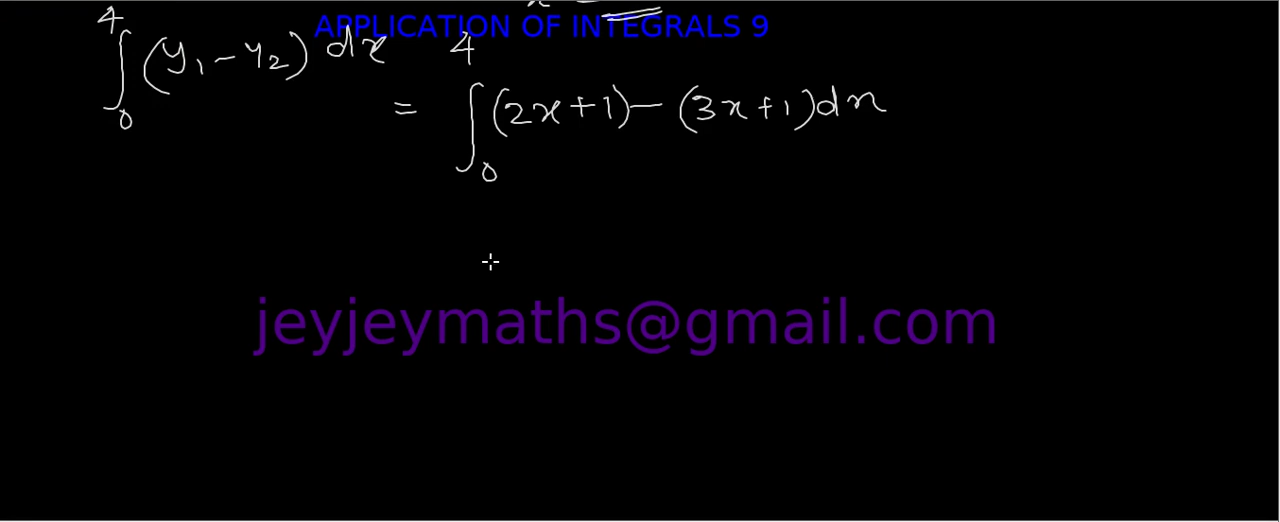 APPLICATION OF INTEGRALS 9
∫₀⁴ (y₁ - y₂) dx
= ∫₀⁴ (2x+1) - (3x+1)dx
jeyjeymaths@gmail.com